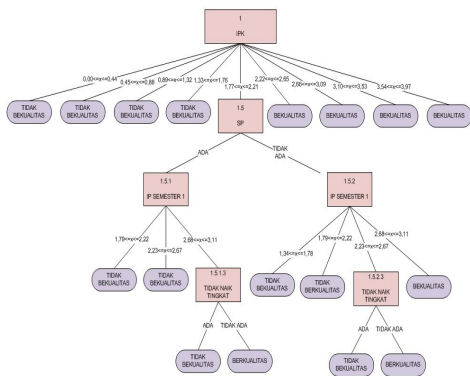 1
IPK
0,00<=x<=0,44
0,45<=x<=0,88
0,89<=x<=1,32
1,33<=x<=1,76
1,77<=x<=2,21
2,22<=x<=2,65
2,66<=x<=3,09
3,10<=x<=3,53
3,54<=x<=3,97
TIDAK
BEKUALITAS
TIDAK
BEKUALITAS
TIDAK
BEKUALITAS
TIDAK
BEKUALITAS
1.5
SP
BEKUALITAS
BEKUALITAS
BEKUALITAS
BEKUALITAS
ADA
TIDAK
ADA
1.5.1
IP SEMESTER 1
1.5.2
IP SEMESTER 1
1,79<=x<=2,22
2,23<=x<=2,67
2,68<=x<=3,11
1,34<=x<=1,78
1,79<=x<=2,22
2,23<=x<=2,67
2,68<=x<=3,11
TIDAK
BEKUALITAS
TIDAK
BEKUALITAS
1.5.1.3
TIDAK NAIK
TINGKAT
TIDAK
BEKUALITAS
TIDAK
BERKUALITAS
1.5.2.3
TIDAK NAIK
TINGKAT
BEKUALITAS
ADA
TIDAK ADA
ADA
TIDAK ADA
TIDAK
BEKUALITAS
BERKUALITAS
TIDAK
BEKUALITAS
BERKUALITAS